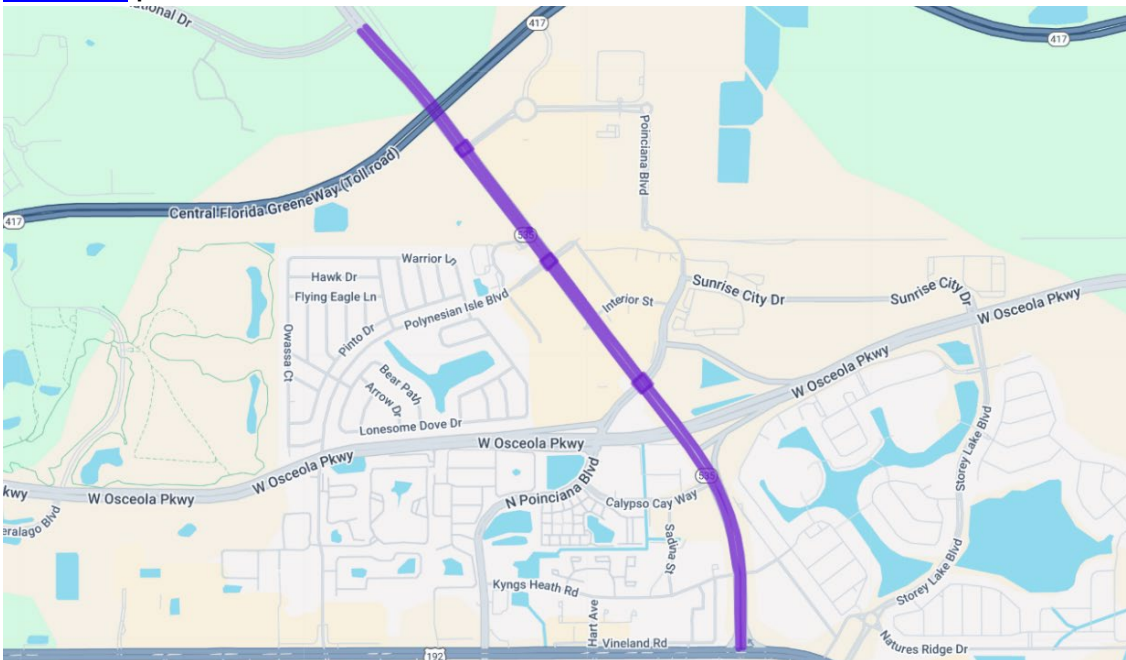 ational Dr
417
417
Poinciana Blvd
Central Florida GreeneWay (Toll road)
417
535
Warrior Ln
Hawk Dr
Flying Eagle Ln
Polynesian Isle Blvd
Interior St
Sunrise City Dr
Sunrise City Dr
W Osceola Pkwy
Owassa Ct
Pinto Dr
Bear Path
Arrow Dr
W Osceola Pkwy
Lonesome Dove Dr
W Osceola Pkwy
W Osceola Pkwy
Storey Lake Blvd
535
kwy
W Osceola Pkwy
N Poinciana Blvd
Calypso Cay Way
eralago Blvd
Sadina St
Kyngs Heath Rd
Storey Lake Blvd
Hart Ave
Vineland Rd
192
Natures Ridge Dr